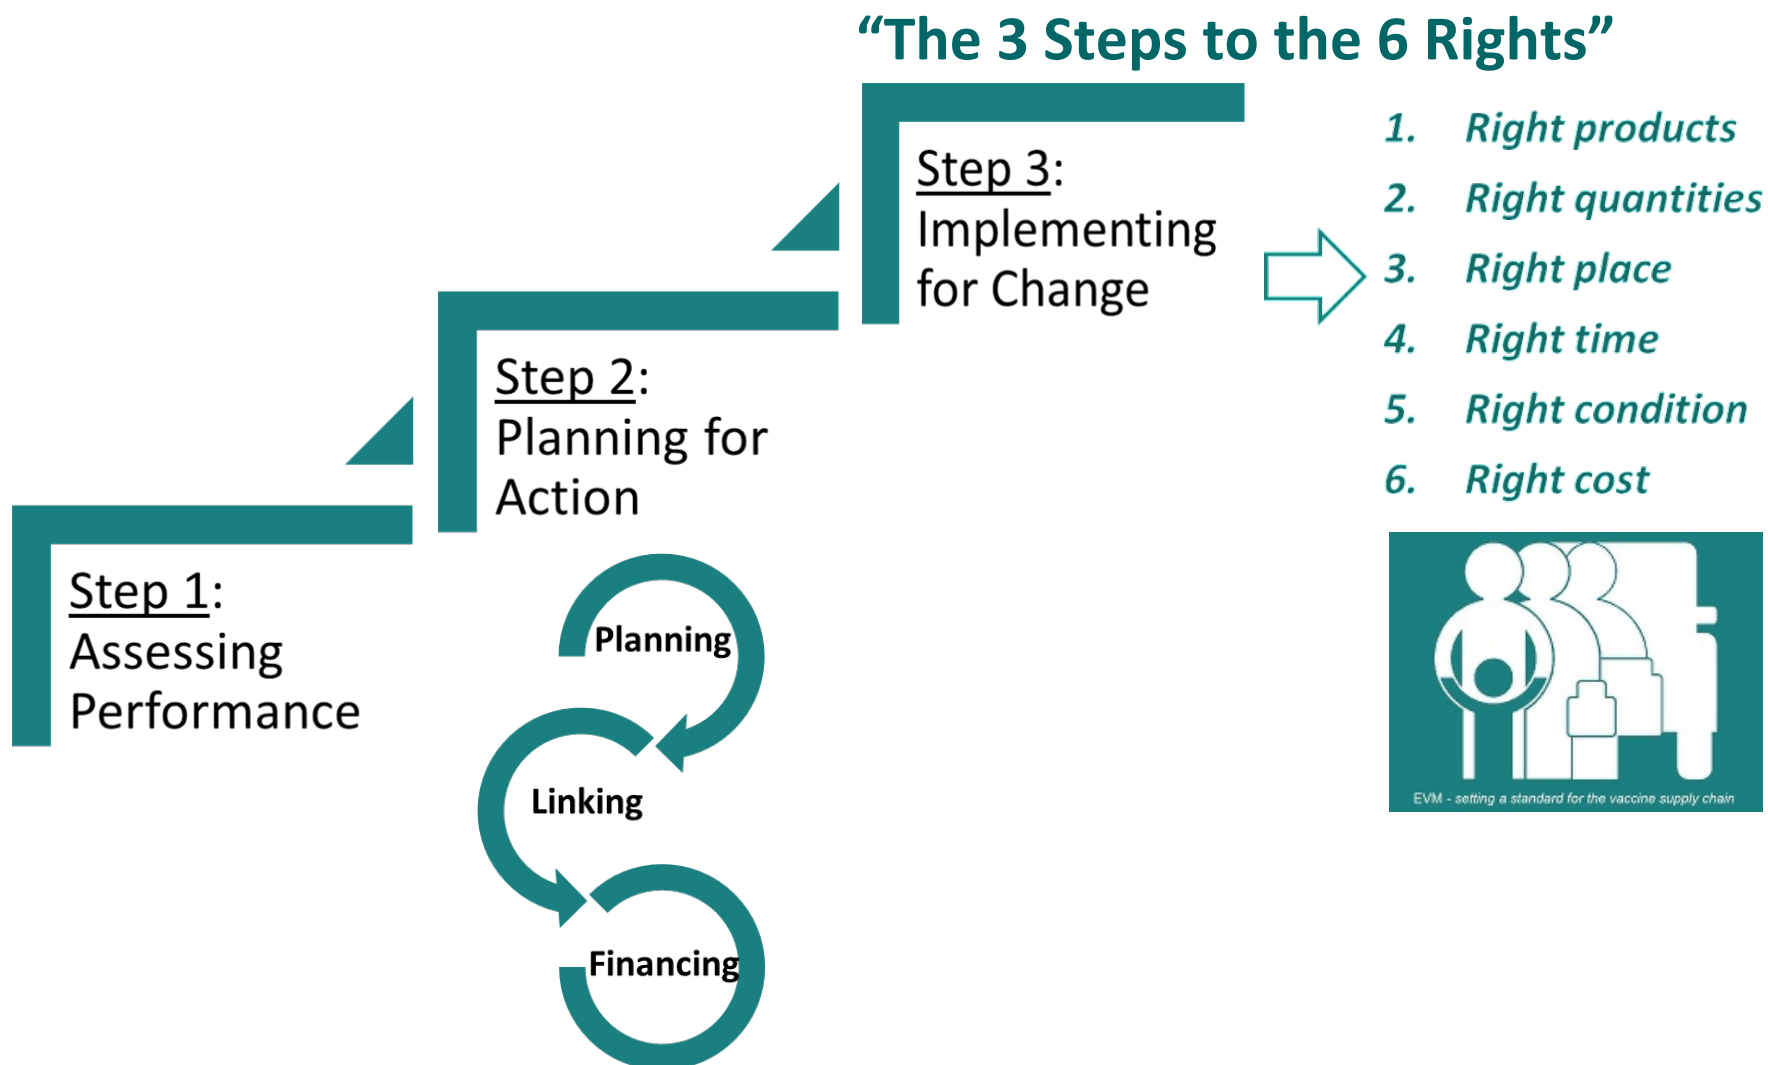 “The 3 Steps to the 6 Rights”
Step 1:
Assessing
Performance
Step 2:
Planning for
Action
Planning
Linking
Financing
Step 3:
Implementing
for Change
1. Right products
2. Right quantities
3. Right place
4. Right time
5. Right condition
6. Right cost
EVM - setting a standard for the vaccine supply chain